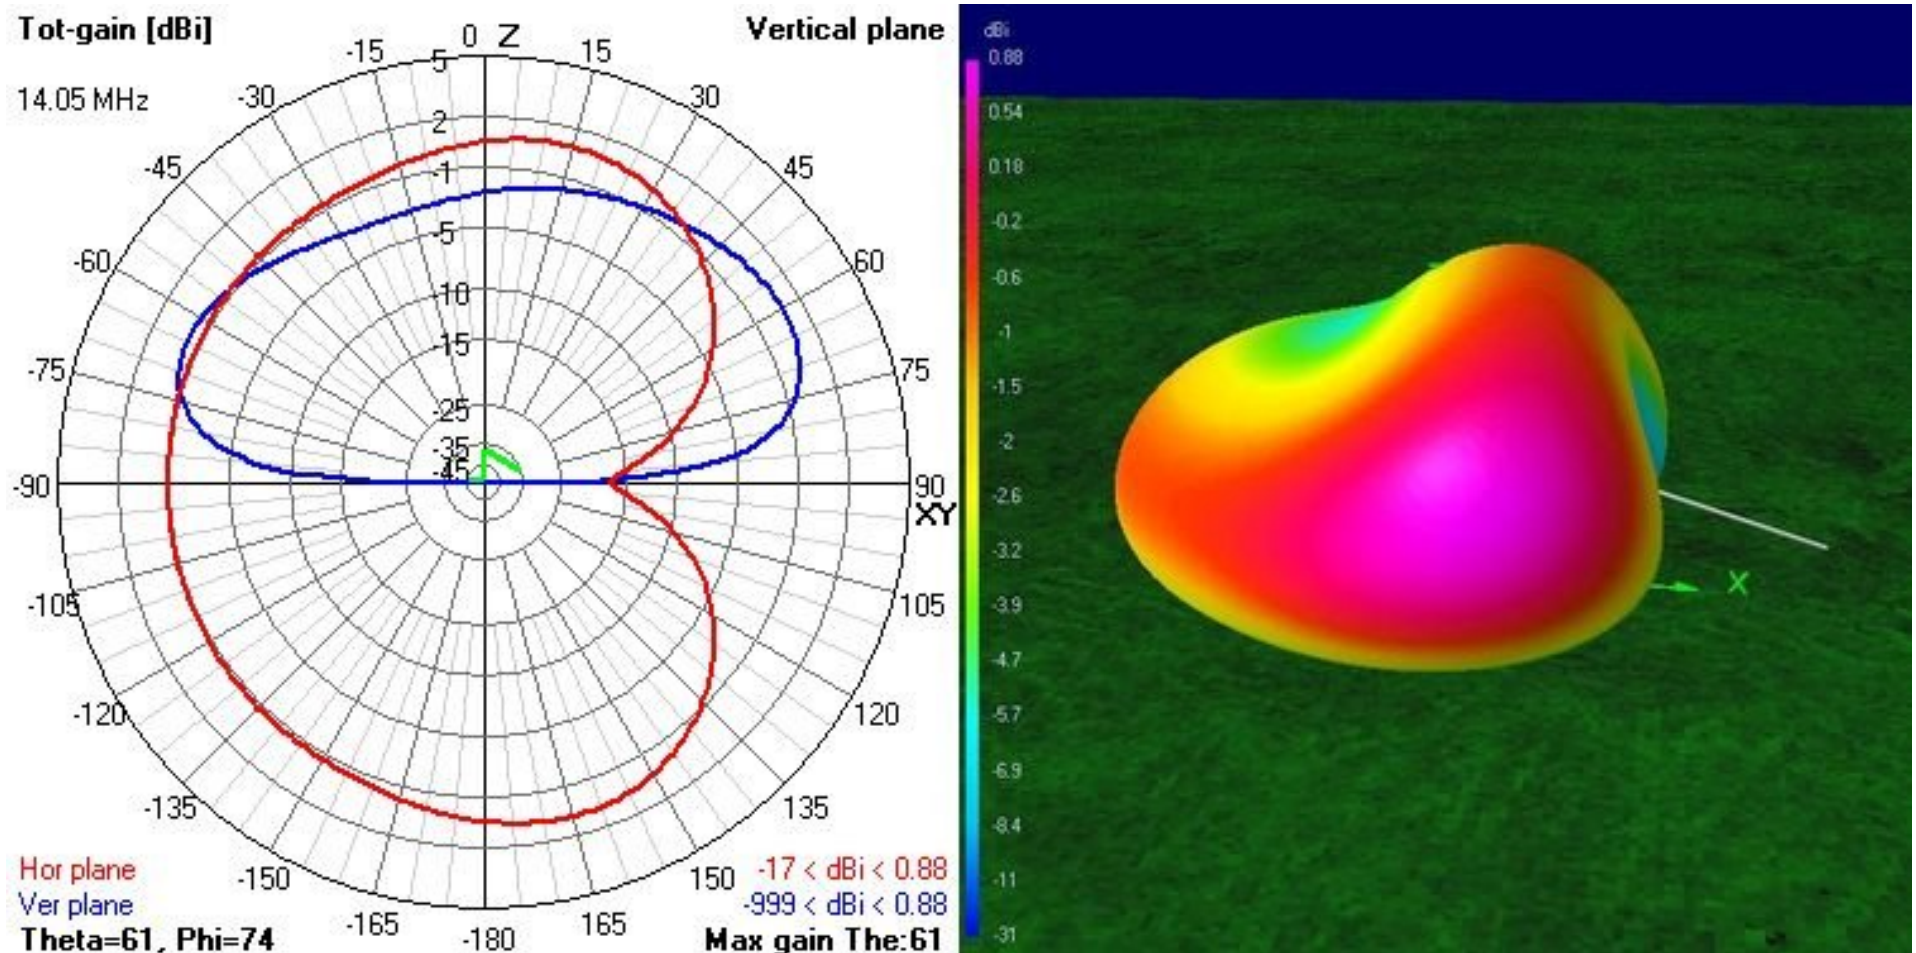 Tot-gain [dBi]
Vertical plane
14.05 MHz
0 Z
-15 15
-30 30
-45 45
-60 60
-75 75
-90 90
XY
-105 105
-120 120
-135 135
-150 150
-165 165
-180
5
2
-1
-5
-10
-15
-25
-35
-45
Hor plane
-17 < dBi < 0.88
Ver plane
-999 < dBi < 0.88
Theta=61, Phi=74
Max gain The:61
dBi
0.88
0.54
0.18
-0.2
-0.6
-1
-1.5
-2
-2.6
-3.2
-3.9
-4.7
-5.7
-6.9
-8.4
-11
-31
X